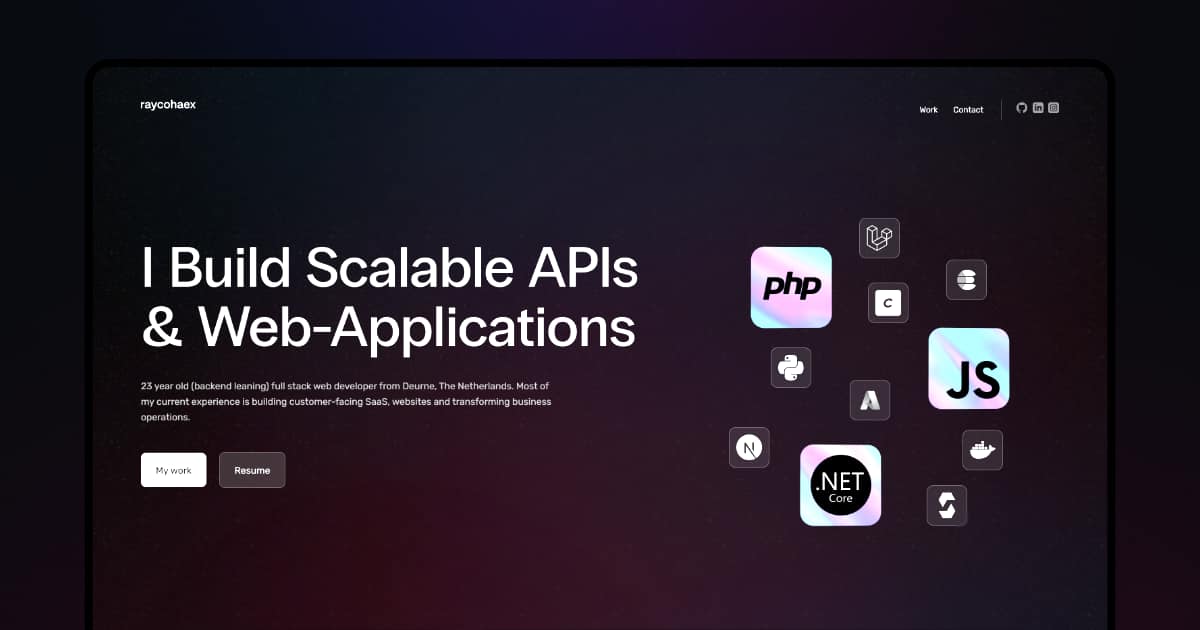 raycohaex
Work Contact
I Build Scalable APIs
& Web-Applications
23 year old (backend leaning) full stack web developer from Deurne, The Netherlands. Most of
my current experience is building customer-facing SaaS, websites and transforming business
operations.
My work Resume
php
C
JS
N
.NET
Core
in